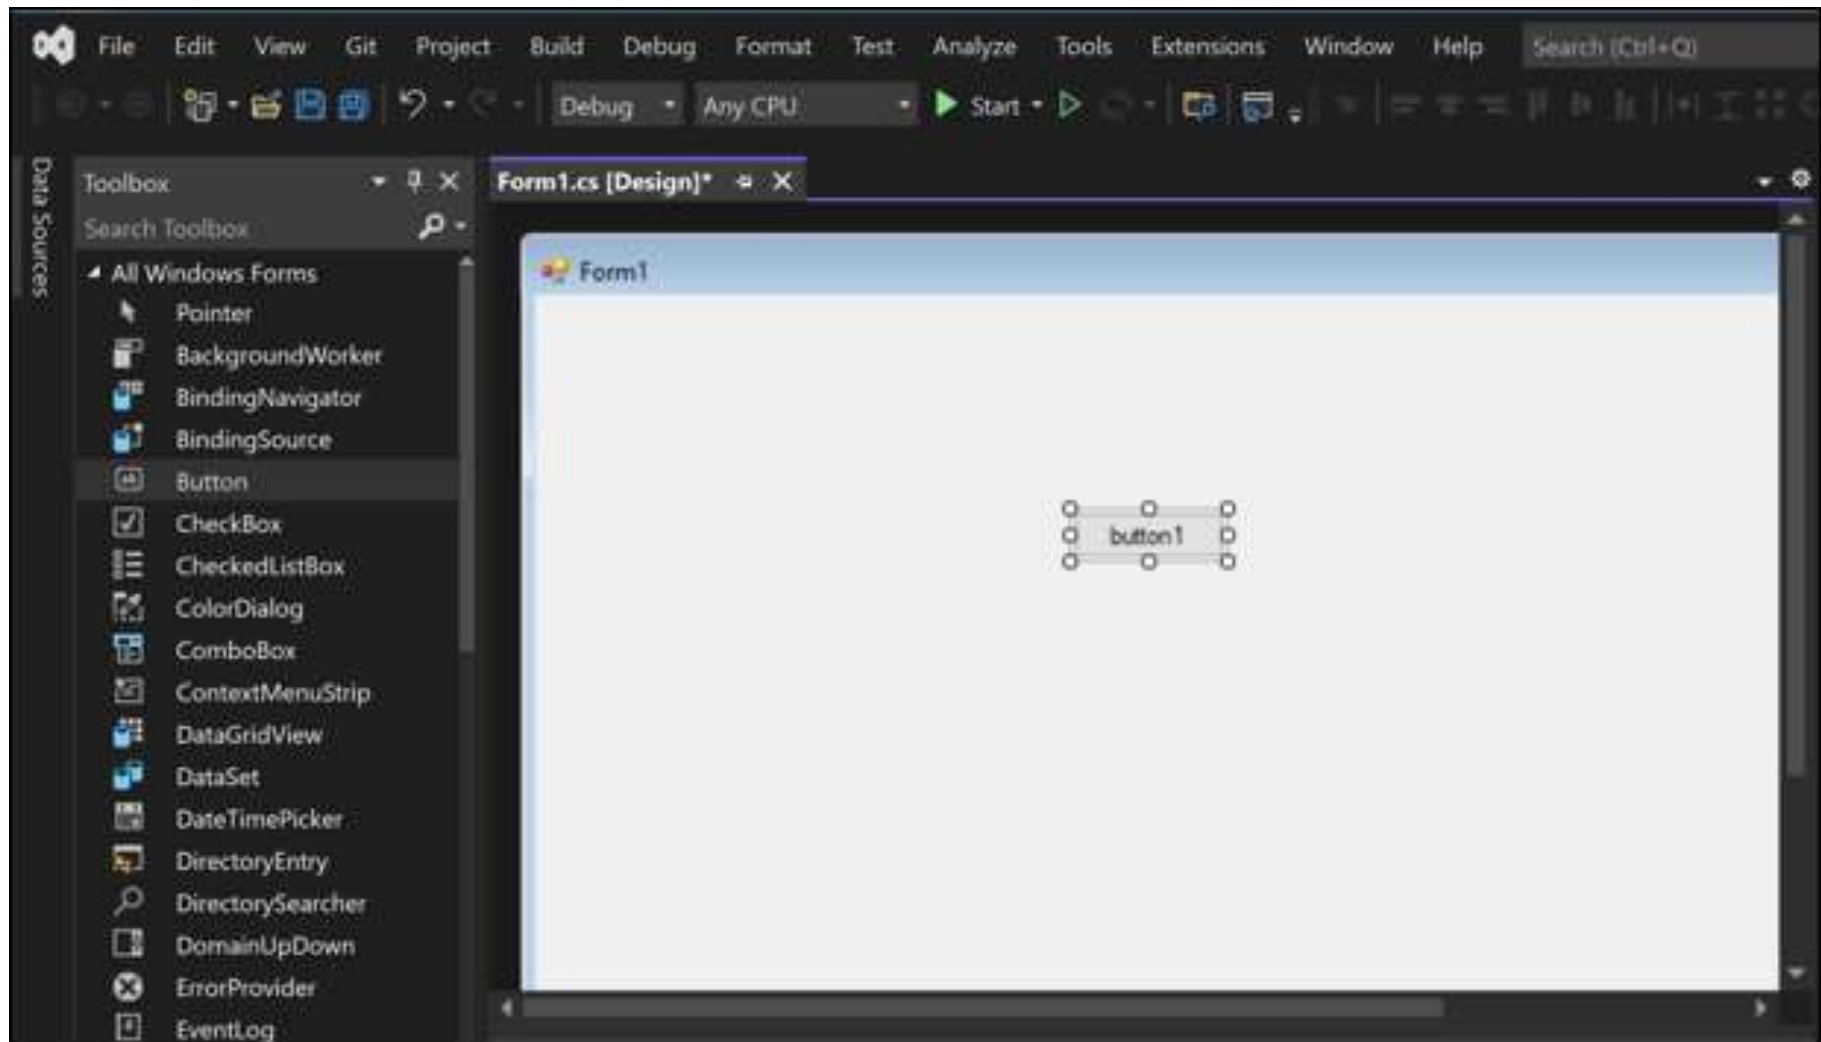 File Edit View Git Project Build Debug Format Test Analyze Tools Extensions Window Help Search (Ctrl+Q)
Debug Any CPU Start
Data Sources
Toolbox
Search Toolbox
All Windows Forms
Pointer
BackgroundWorker
BindingNavigator
BindingSource
Button
CheckBox
CheckedListBox
ColorDialog
ComboBox
ContextMenuStrip
DataGridView
DataSet
DateTimePicker
DirectoryEntry
DirectorySearcher
DomainUpDown
ErrorProvider
EventLog
Form1.cs [Design]*
Form1
button1